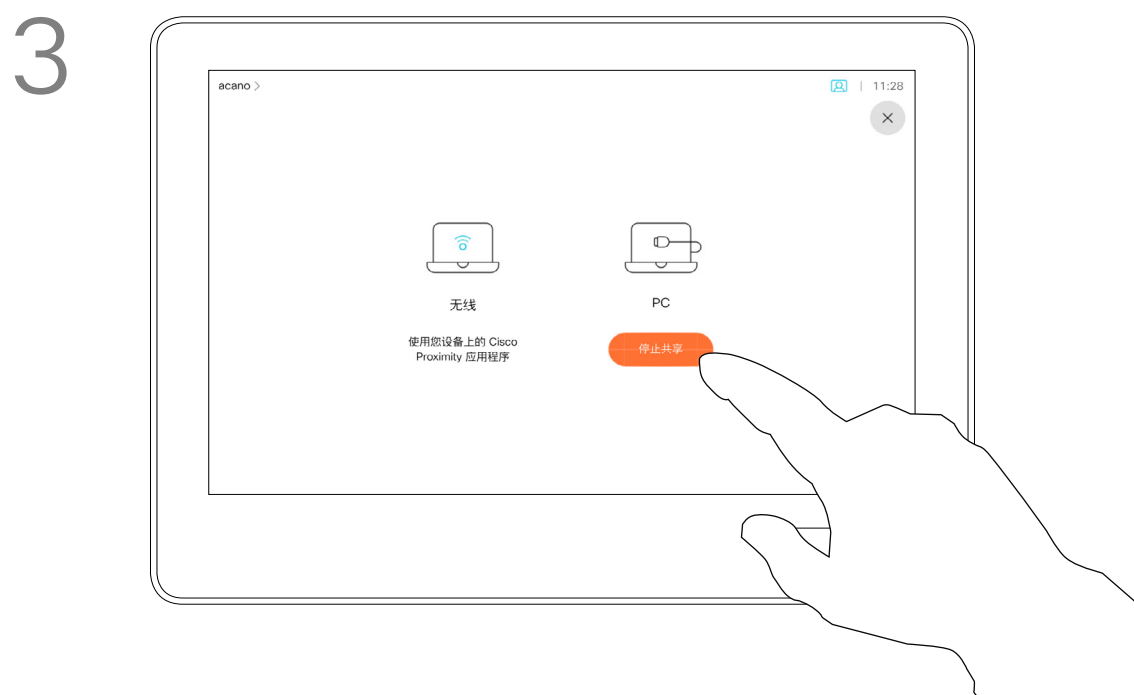 3
acano >
| 11:28
无线
PC
使用您设备上的 Cisco
Proximity 应用程序
停止共享